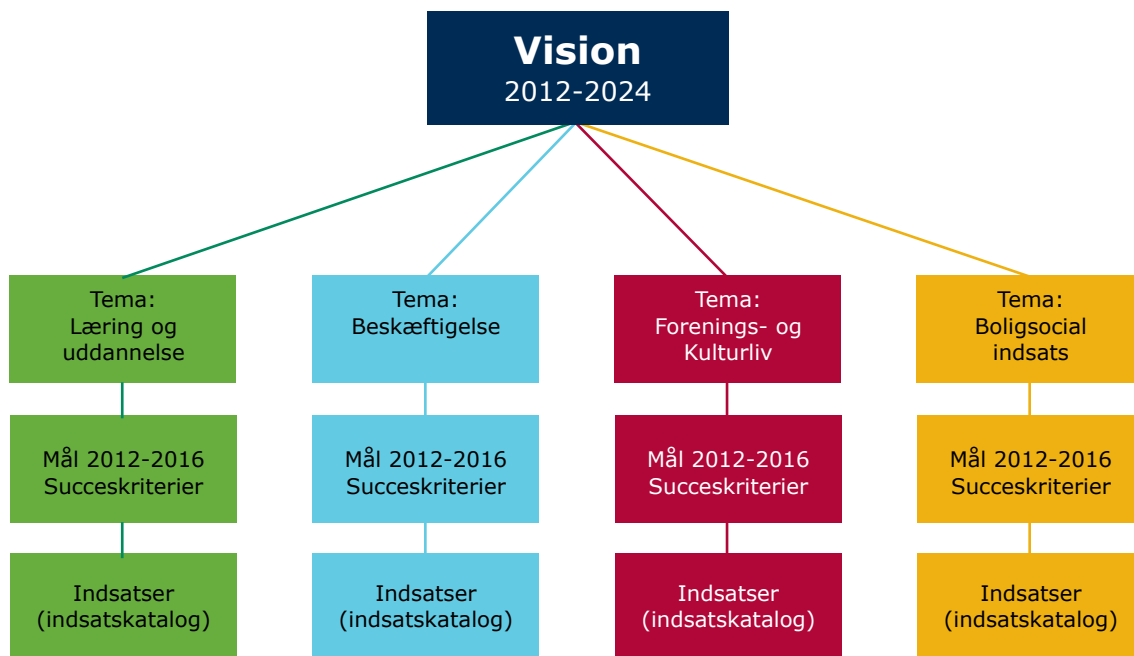 Vision
2012-2024
Tema:
Læring og
uddannelse
Tema:
Beskæftigelse
Tema:
Forenings- og
Kulturliv
Tema:
Boligsocial
indsats
Mål 2012-2016
Succeskriterier
Mål 2012-2016
Succeskriterier
Mål 2012-2016
Succeskriterier
Mål 2012-2016
Succeskriterier
Indsatser
(indsatskatalog)
Indsatser
(indsatskatalog)
Indsatser
(indsatskatalog)
Indsatser
(indsatskatalog)